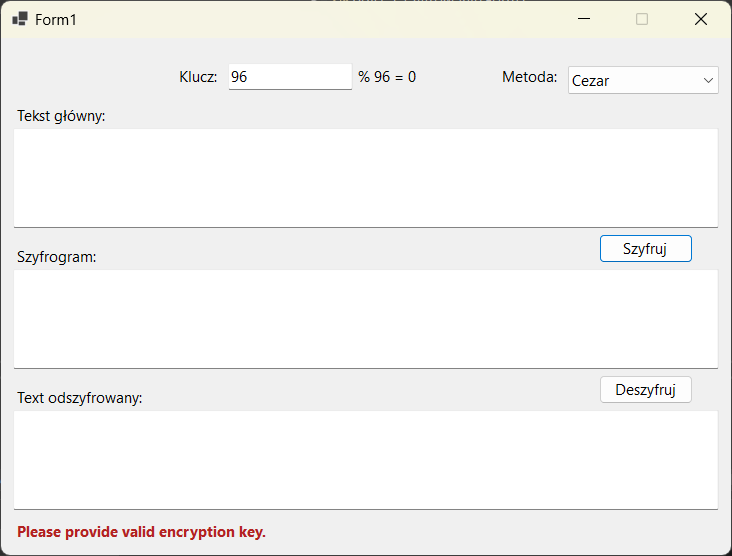 Form1
Klucz: 96 % 96 = 0 Metoda: Cezar
Tekst główny:
Szyfruj
Szyfrogram:
Deszyfruj
Text odszyfrowany:
Please provide valid encryption key.